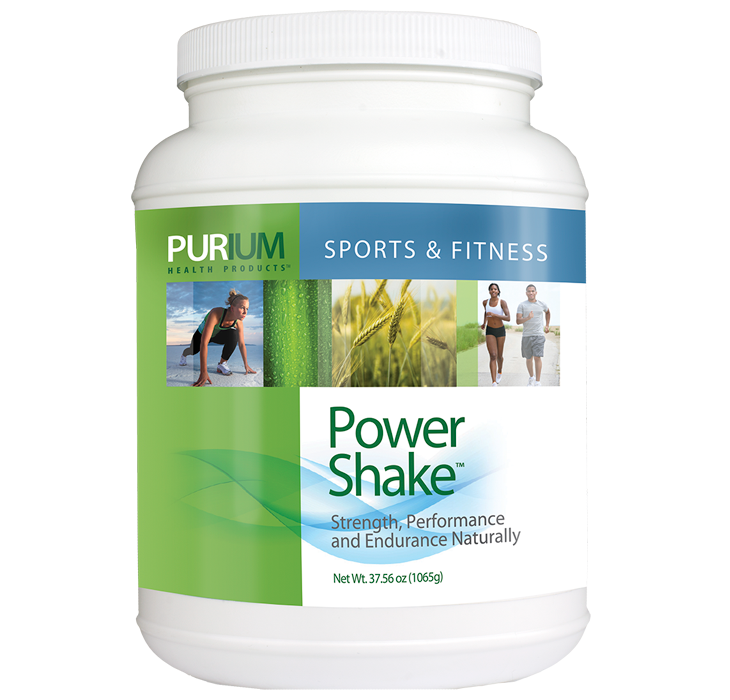 PURIUM
HEALTH PRODUCTS™
SPORTS & FITNESS
Power
Shake™
Strength, Performance
and Endurance Naturally
Net Wt. 37.56 oz (1065g)